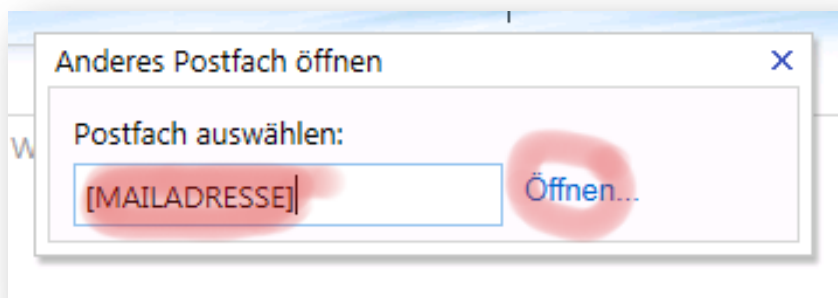 Anderes Postfach öffnen
Postfach auswählen:
[MAILADRESSE] Öffnen...